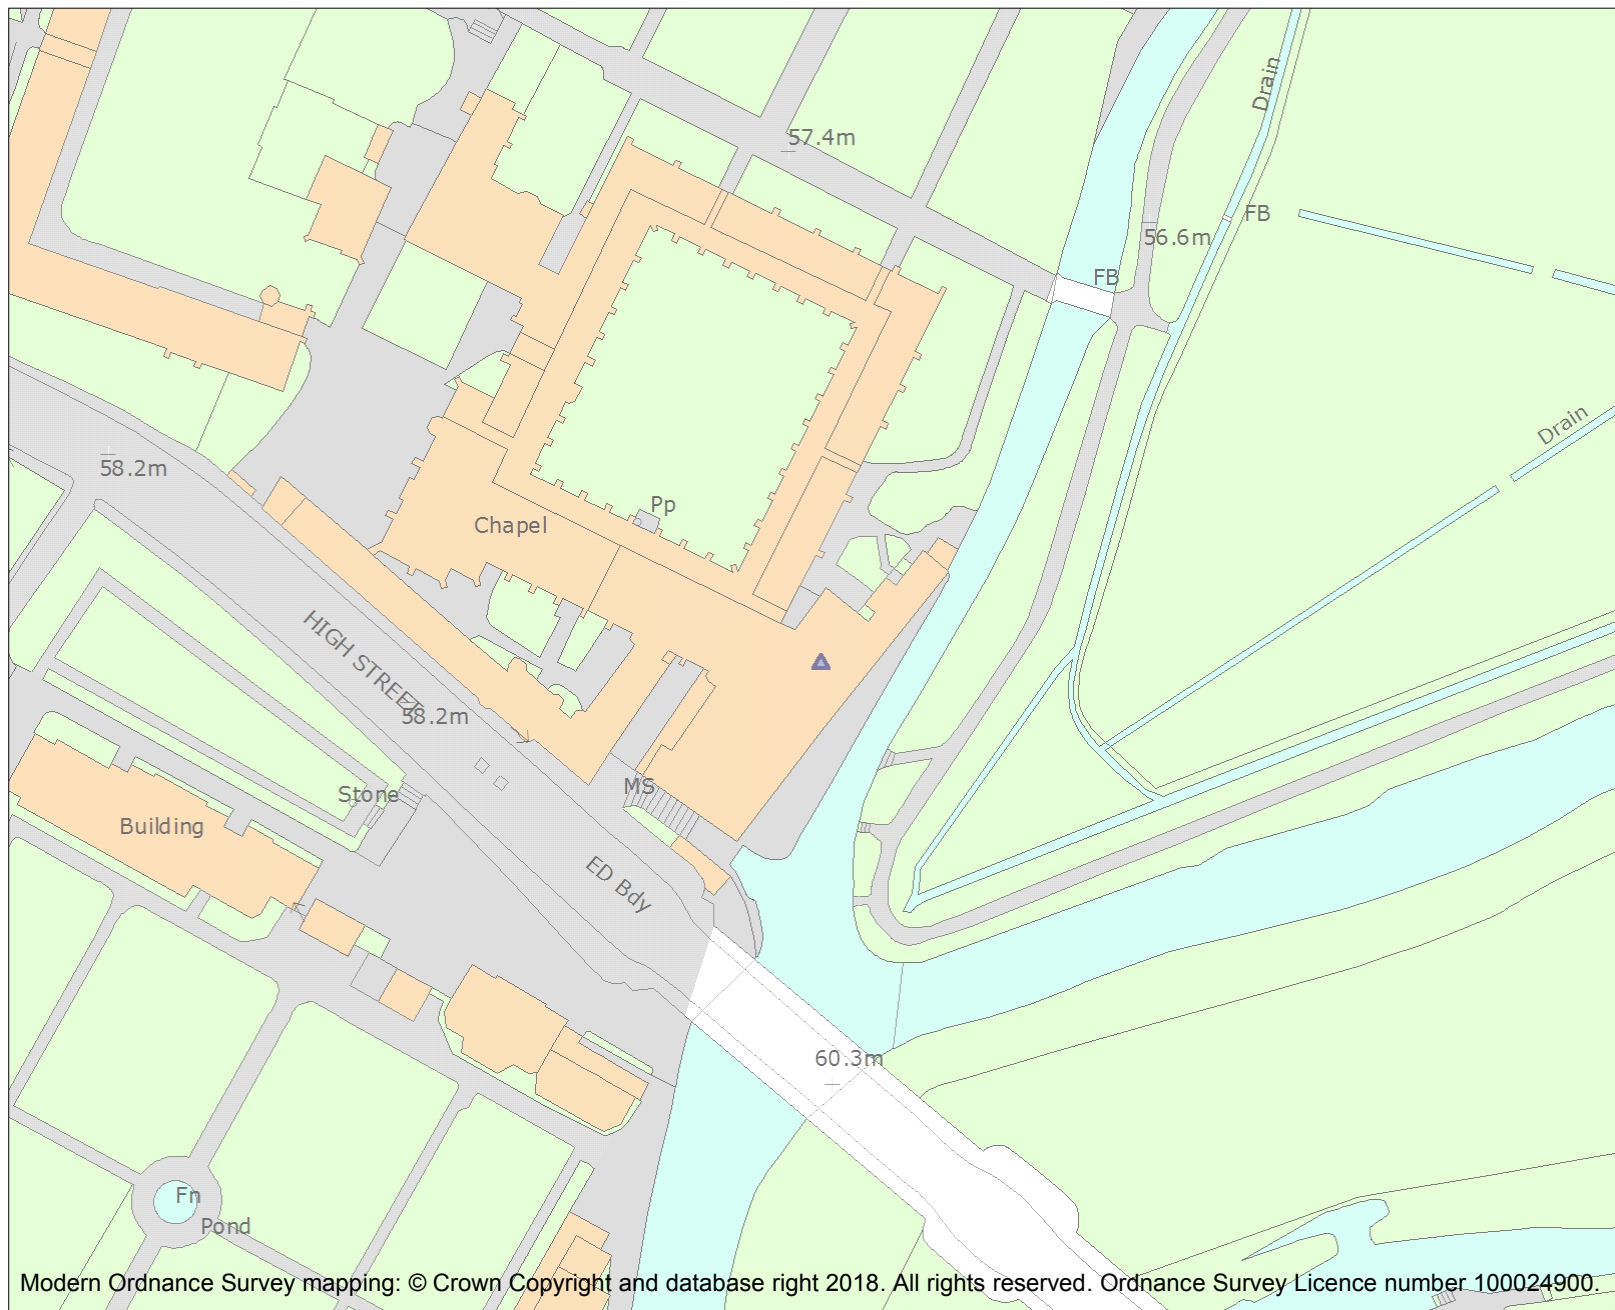 Drain
57.4m
FB
56.6m
FB
Drain
58.2m
Pp
Chapel
HIGH STREET
58.2m
MS
Stone
Building
ED Bdy
60.3m
Fn
Pond
Modern Ordnance Survey mapping: © Crown Copyright and database right 2018. All rights reserved. Ordnance Survey Licence number 100024900.